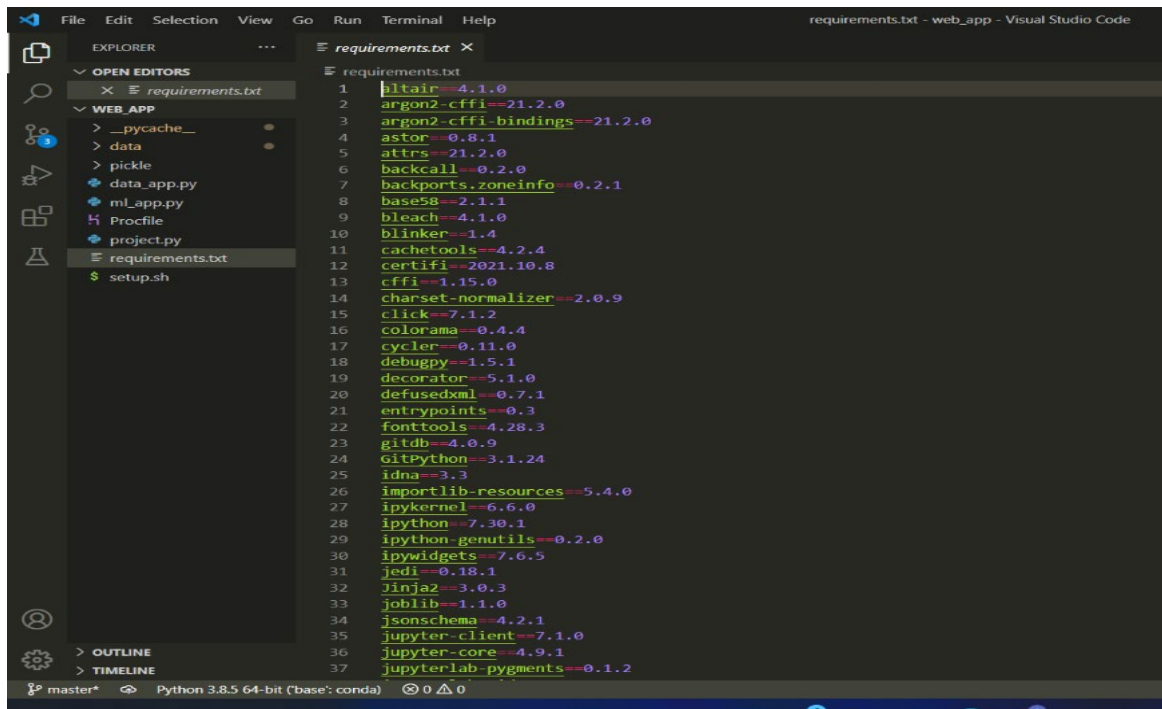 File Edit Selection View Go Run Terminal Help requirements.txt - web_app - Visual Studio Code
EXPLORER ···
OPEN EDITORS
requirements.txt
WEB_APP
__pycache__
data
pickle
data_app.py
ml_app.py
Procfile
project.py
requirements.txt
setup.sh
OUTLINE
TIMELINE
3
requirements.txt
requirements.txt
1 altair==4.1.0
2 argon2-cffi==21.2.0
3 argon2-cffi-bindings==21.2.0
4 astor==0.8.1
5 attrs==21.2.0
6 backcall==0.2.0
7 backports.zoneinfo==0.2.1
8 base58==2.1.1
9 bleach==4.1.0
10 blinker==1.4
11 cachetools==4.2.4
12 certifi==2021.10.8
13 cffi==1.15.0
14 charset-normalizer==2.0.9
15 click==7.1.2
16 colorama==0.4.4
17 cycler==0.11.0
18 debugpy==1.5.1
19 decorator==5.1.0
20 defusedxml==0.7.1
21 entrypoints==0.3
22 fonttools==4.28.3
23 gitdb==4.0.9
24 GitPython==3.1.24
25 idna==3.3
26 importlib-resources==5.4.0
27 ipykernel==6.6.0
28 ipython==7.30.1
29 ipython-genutils==0.2.0
30 ipywidgets==7.6.5
31 jedi==0.18.1
32 Jinja2==3.0.3
33 joblib==1.1.0
34 jsonschema==4.2.1
35 jupyter-client==7.1.0
36 jupyter-core==4.9.1
37 jupyterlab-pygments==0.1.2
master* Python 3.8.5 64-bit ('base': conda) 0 0